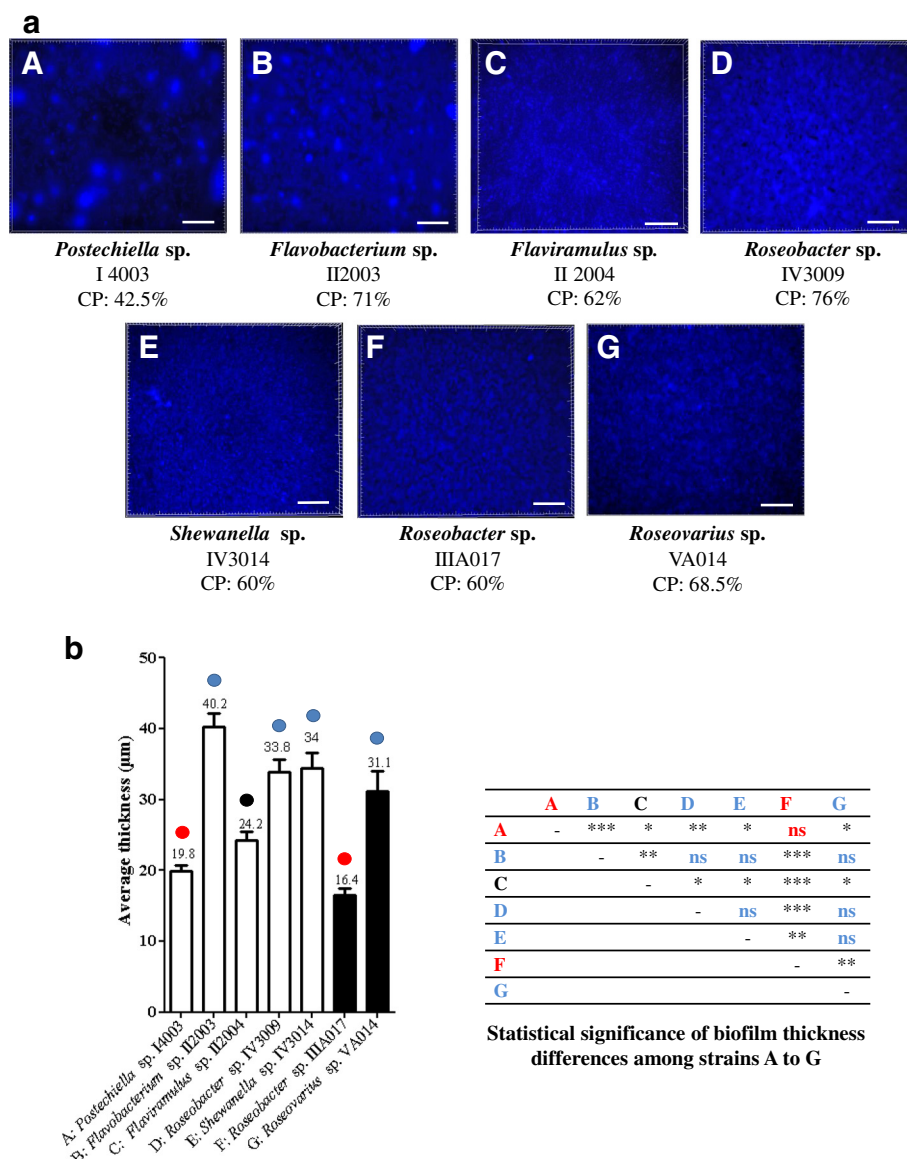 a
A
B
C
D
Postechiella sp.
I 4003
CP: 42.5%
Flavobacterium sp.
II2003
CP: 71%
Flaviramulus sp.
II 2004
CP: 62%
Roseobacter sp.
IV3009
CP: 76%
E
F
G
Shewanella sp.
IV3014
CP: 60%
Roseobacter sp.
IIIA017
CP: 60%
Roseovarius sp.
VA014
CP: 68.5%
b
Average thickness (µm)
50
40
30
20
10
0
19.8
40.2
24.2
33.8
34
16.4
31.1
A: Postechiella sp. I4003
B: Flavobacterium sp. II2003
C: Flaviramulus sp. II2004
D: Roseobacter sp. IV3009
E: Shewanella sp. IV3014
F: Roseobacter sp. IIIA017
G: Roseovarius sp. VA014
A B C D E F G
A - *** * ** * ns *
B - ** ns ns *** ns
C - * * *** *
D - ns *** ns
E - ** ns
F - **
G -
Statistical significance of biofilm thickness
differences among strains A to G